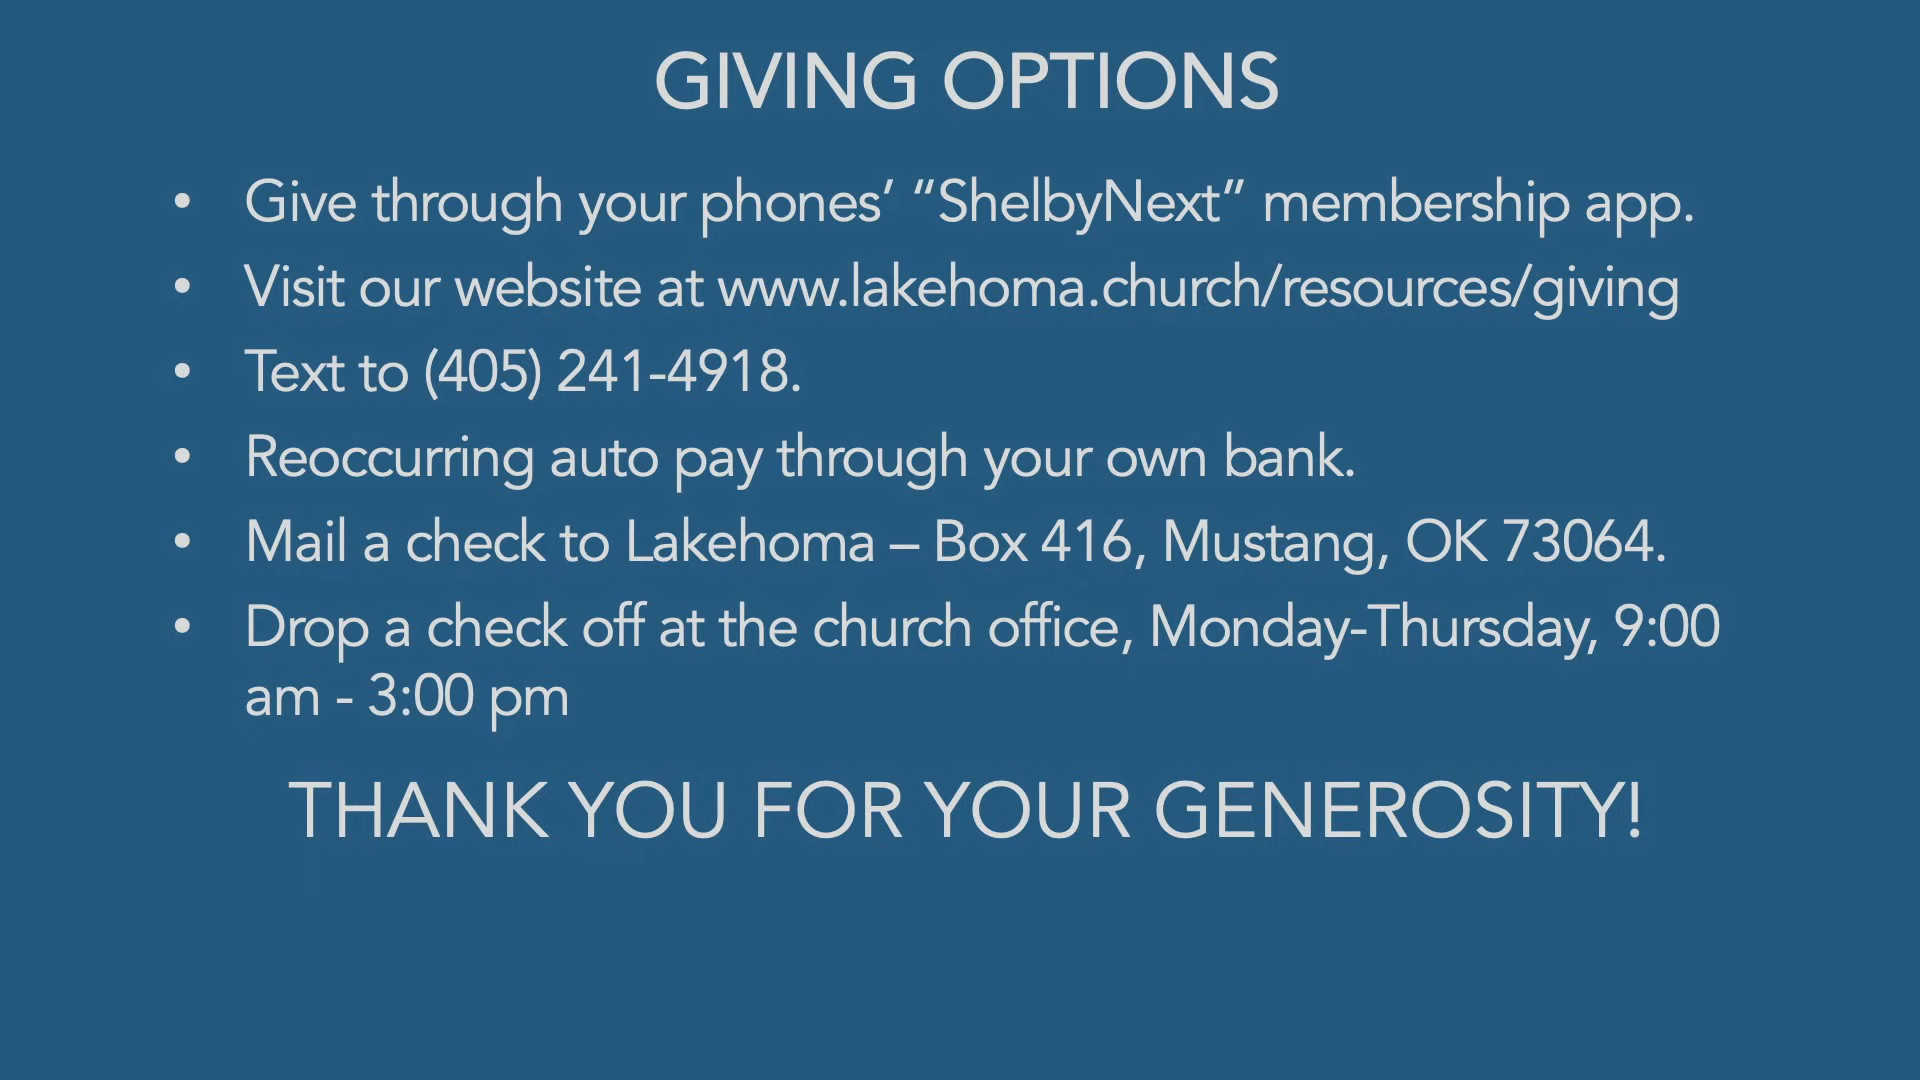 GIVING OPTIONS
• Give through your phones’ “ShelbyNext” membership app.
• Visit our website at www.lakehoma.church/resources/giving
• Text to (405) 241-4918.
• Reoccurring auto pay through your own bank.
• Mail a check to Lakehoma – Box 416, Mustang, OK 73064.
• Drop a check off at the church office, Monday-Thursday, 9:00
am - 3:00 pm
THANK YOU FOR YOUR GENEROSITY!